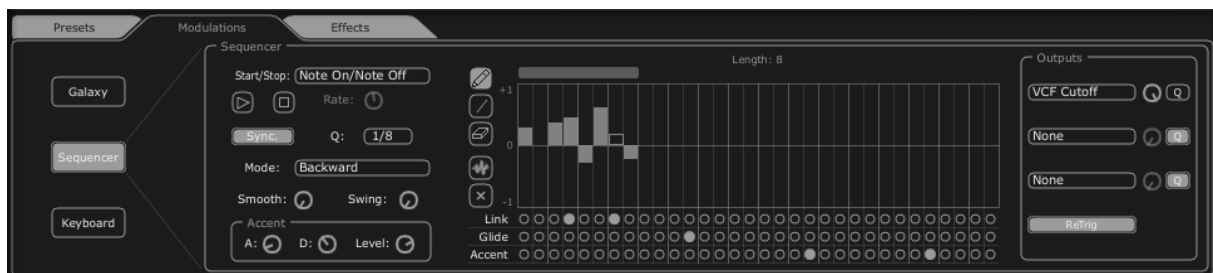 Presets
Modulations
Effects
Galaxy
Sequencer
Keyboard
Sequencer
Start/Stop: Note On/Note Off
Rate:
Sync. Q: 1/8
Mode: Backward
Smooth: Swing:
Accent
A: D: Level:
Length: 8
+1
0
-1
Link
Glide
Accent
Outputs
VCF Cutoff Q
None Q
None Q
ReTrig